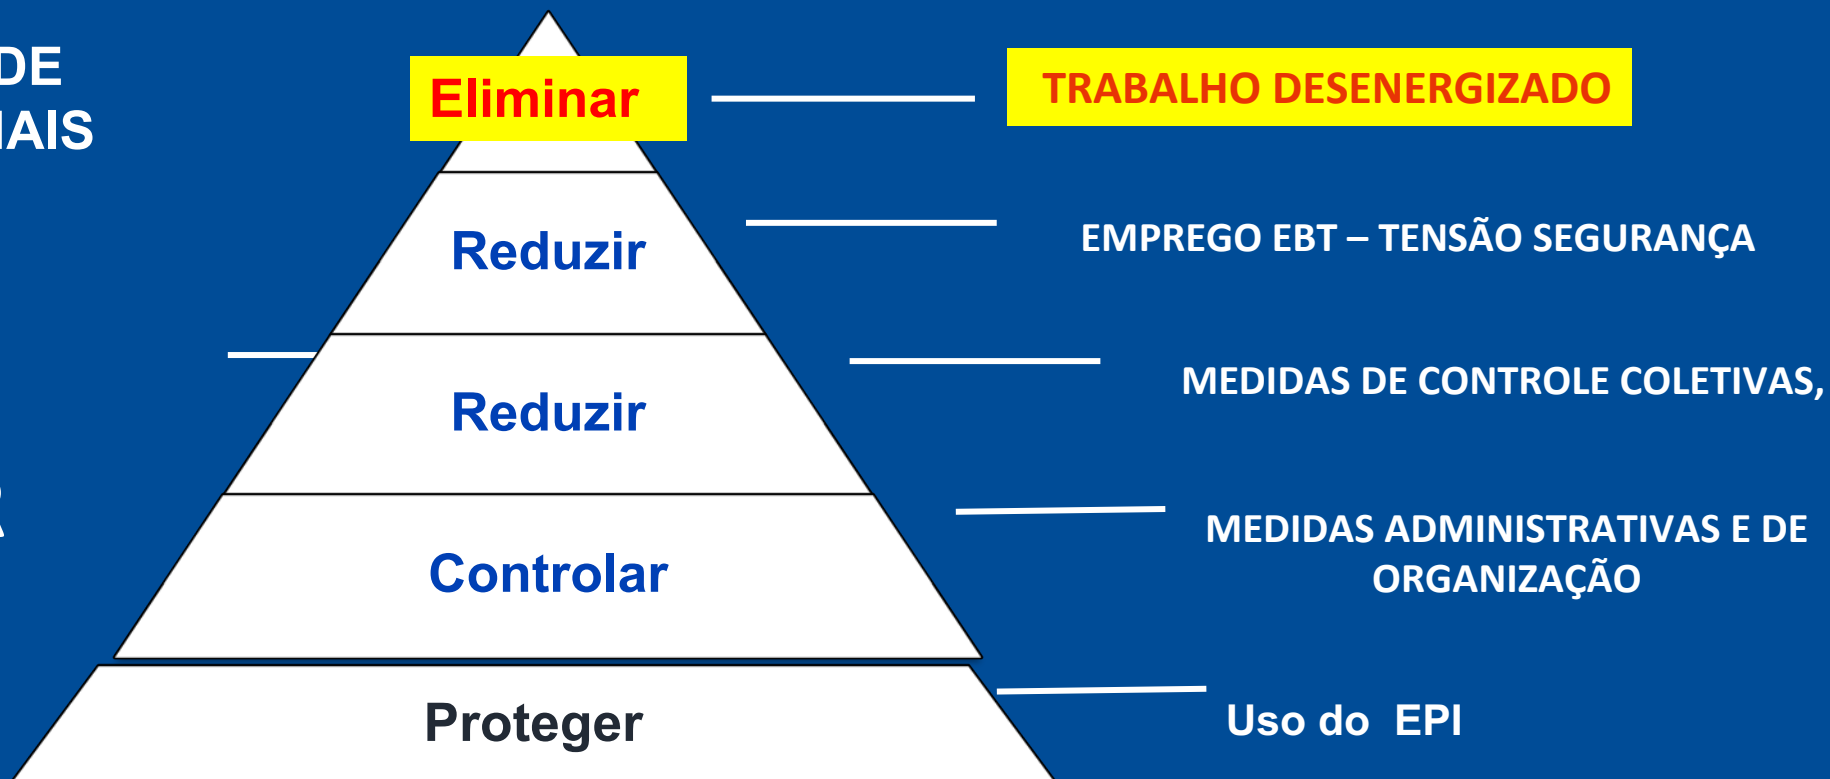 DE
IAIS
Eliminar
TRABALHO DESENERGIZADO
Reduzir
EMPREGO EBT – TENSÃO SEGURANÇA
Reduzir
MEDIDAS DE CONTROLE COLETIVAS,
Controlar
MEDIDAS ADMINISTRATIVAS E DE
ORGANIZAÇÃO
Proteger
Uso do EPI